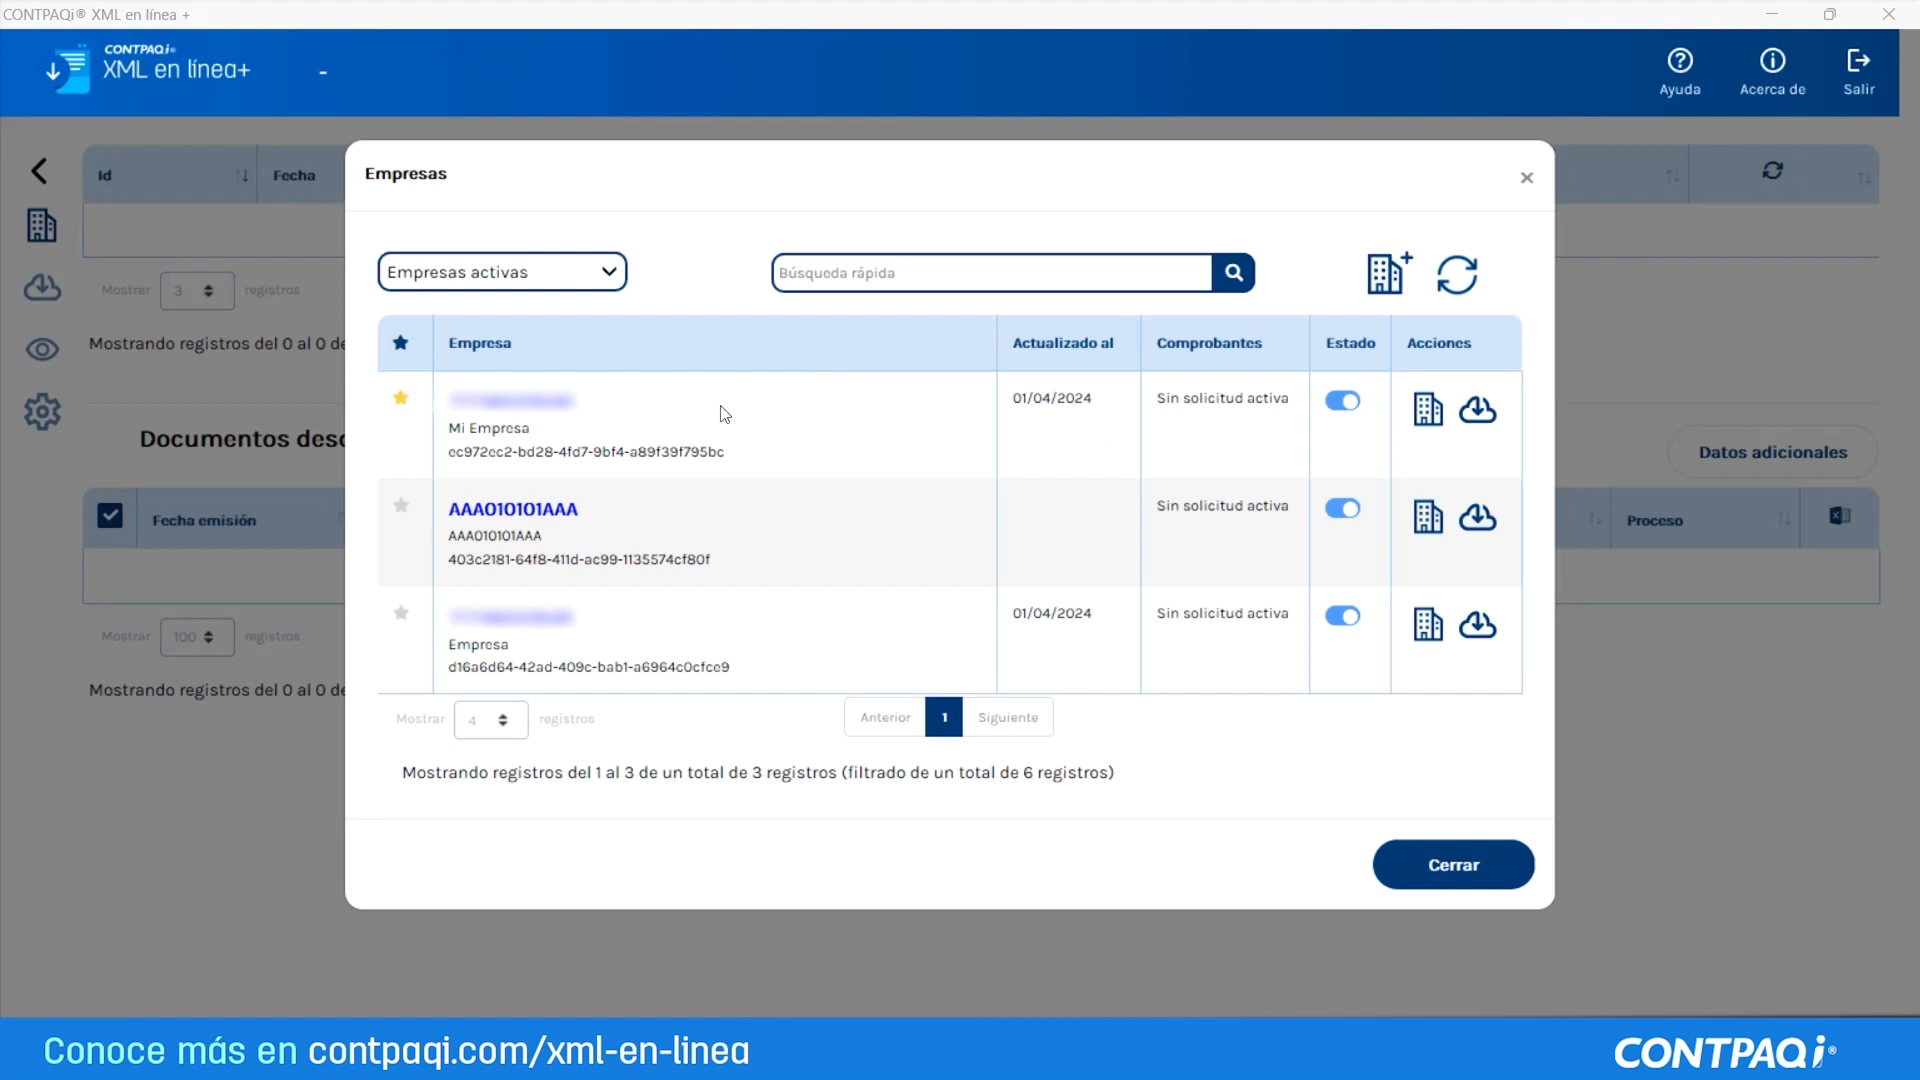 CONTPAQi® XML en línea +
CONTPAQi®
XML en línea+
-
Ayuda
Acerca de
Salir
Id
Fecha
Mostrar 3 registros
Mostrando registros del 0 al 0 de
Documentos desc
Datos adicionales
Fecha emisión
Proceso
Mostrar 100 registros
Mostrando registros del 0 al 0 de
Empresas
×
Empresas activas
Búsqueda rápida
Empresa
Actualizado al
Comprobantes
Estado
Acciones
01/04/2024
Sin solicitud activa
Mi Empresa
ec972ec2-bd28-4fd7-9bf4-a89f39f795bc
AAA010101AAA
Sin solicitud activa
AAA010101AAA
403c2181-64f8-411d-ac99-1135574cf80f
01/04/2024
Sin solicitud activa
Empresa
d16a6d64-42ad-409c-bab1-a6964c0cfce9
Mostrar 4 registros
Anterior 1 Siguiente
Mostrando registros del 1 al 3 de un total de 3 registros (filtrado de un total de 6 registros)
Cerrar
Conoce más en contpaqi.com/xml-en-linea
CONTPAQi®